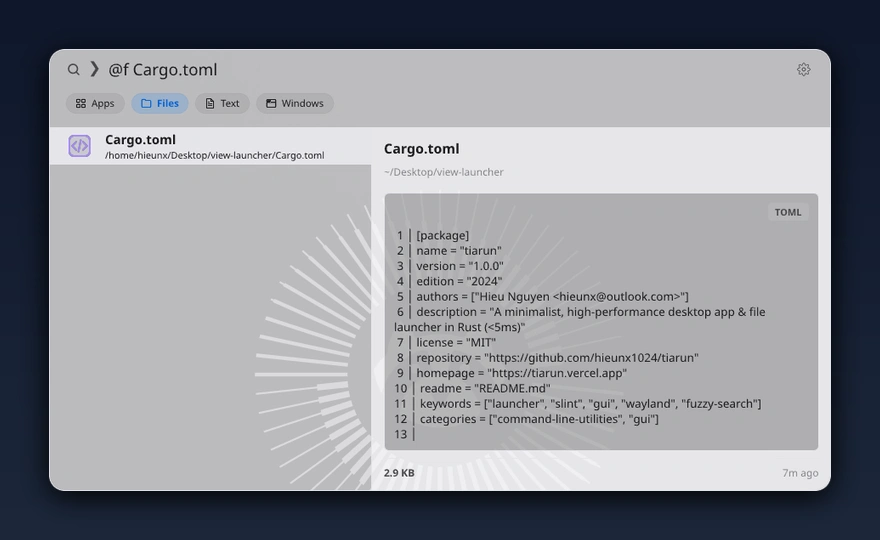 ❯ @f Cargo.toml
Apps Files Text Windows
Cargo.toml
/home/hieunx/Desktop/view-launcher/Cargo.toml
Cargo.toml
~/Desktop/view-launcher
TOML
1 │ [package]
2 │ name = "tiarun"
3 │ version = "1.0.0"
4 │ edition = "2024"
5 │ authors = ["Hieu Nguyen <hieunx@outlook.com>"]
6 │ description = "A minimalist, high-performance desktop app & file
launcher in Rust (<5ms)"
7 │ license = "MIT"
8 │ repository = "https://github.com/hieunx1024/tiarun"
9 │ homepage = "https://tiarun.vercel.app"
10 │ readme = "README.md"
11 │ keywords = ["launcher", "slint", "gui", "wayland", "fuzzy-search"]
12 │ categories = ["command-line-utilities", "gui"]
13 │
2.9 KB 7m ago